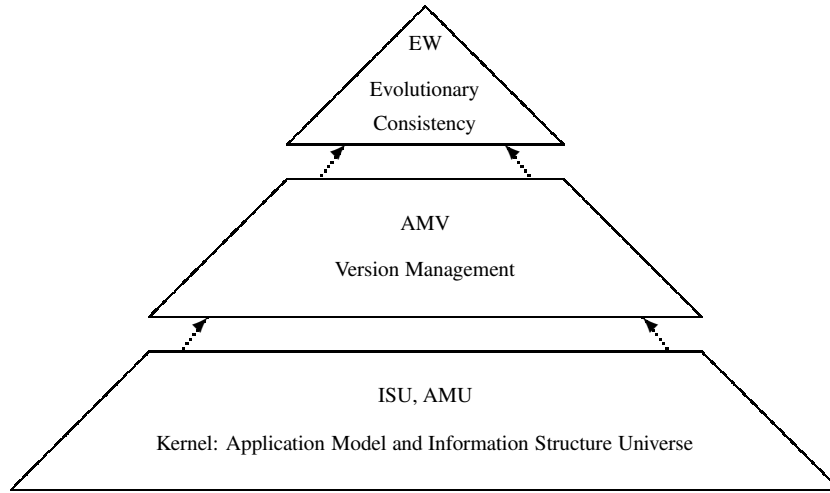 EW
Evolutionary
Consistency
AMV
Version Management
ISU, AMU
Kernel: Application Model and Information Structure Universe